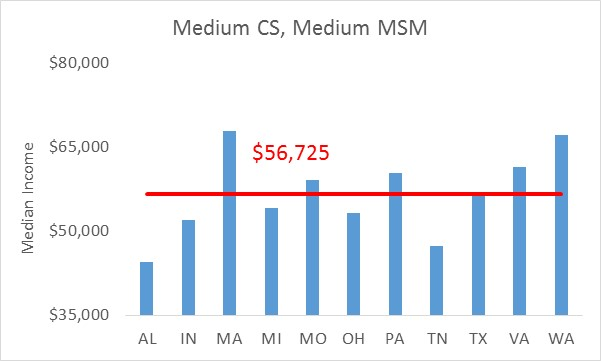 Medium CS, Medium MSM
$80,000
$65,000
$50,000
$35,000
Median Income
$56,725
AL IN MA MI MO OH PA TN TX VA WA